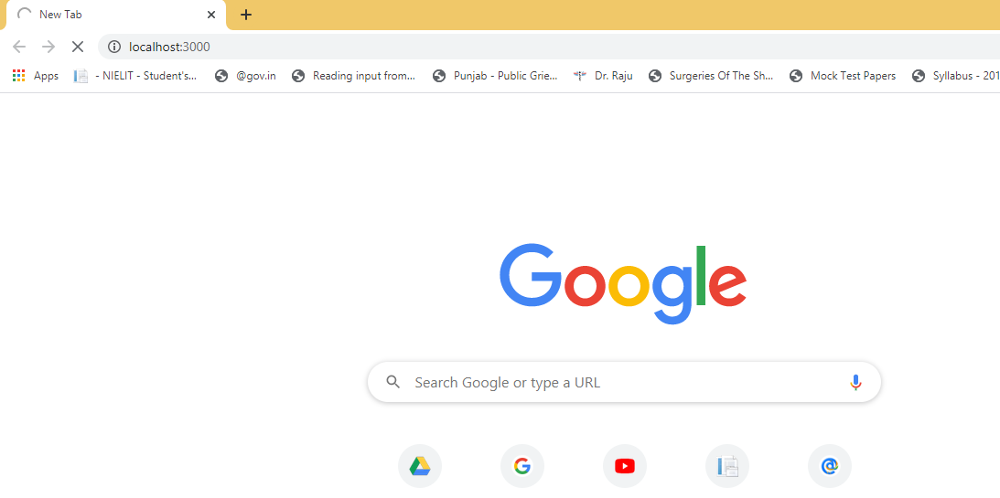 New Tab
localhost:3000
Apps - NIELIT - Student's... @gov.in Reading input from... Punjab - Public Grie... Dr. Raju Surgeries Of The Sh... Mock Test Papers Syllabus - 201
Google
Search Google or type a URL